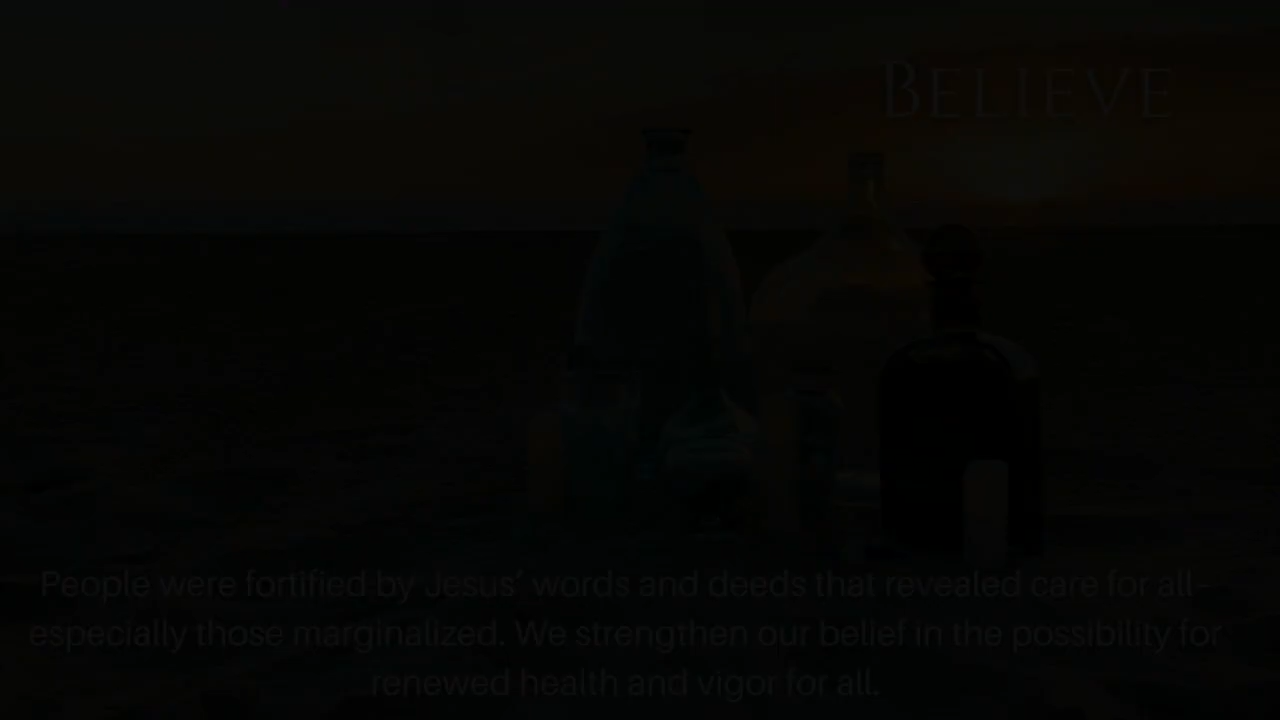 BELIEVE
People were fortified by Jesus’ words and deeds that revealed care for all-
especially those marginalized. We strengthen our belief in the possibility for
renewed health and vigor for all.